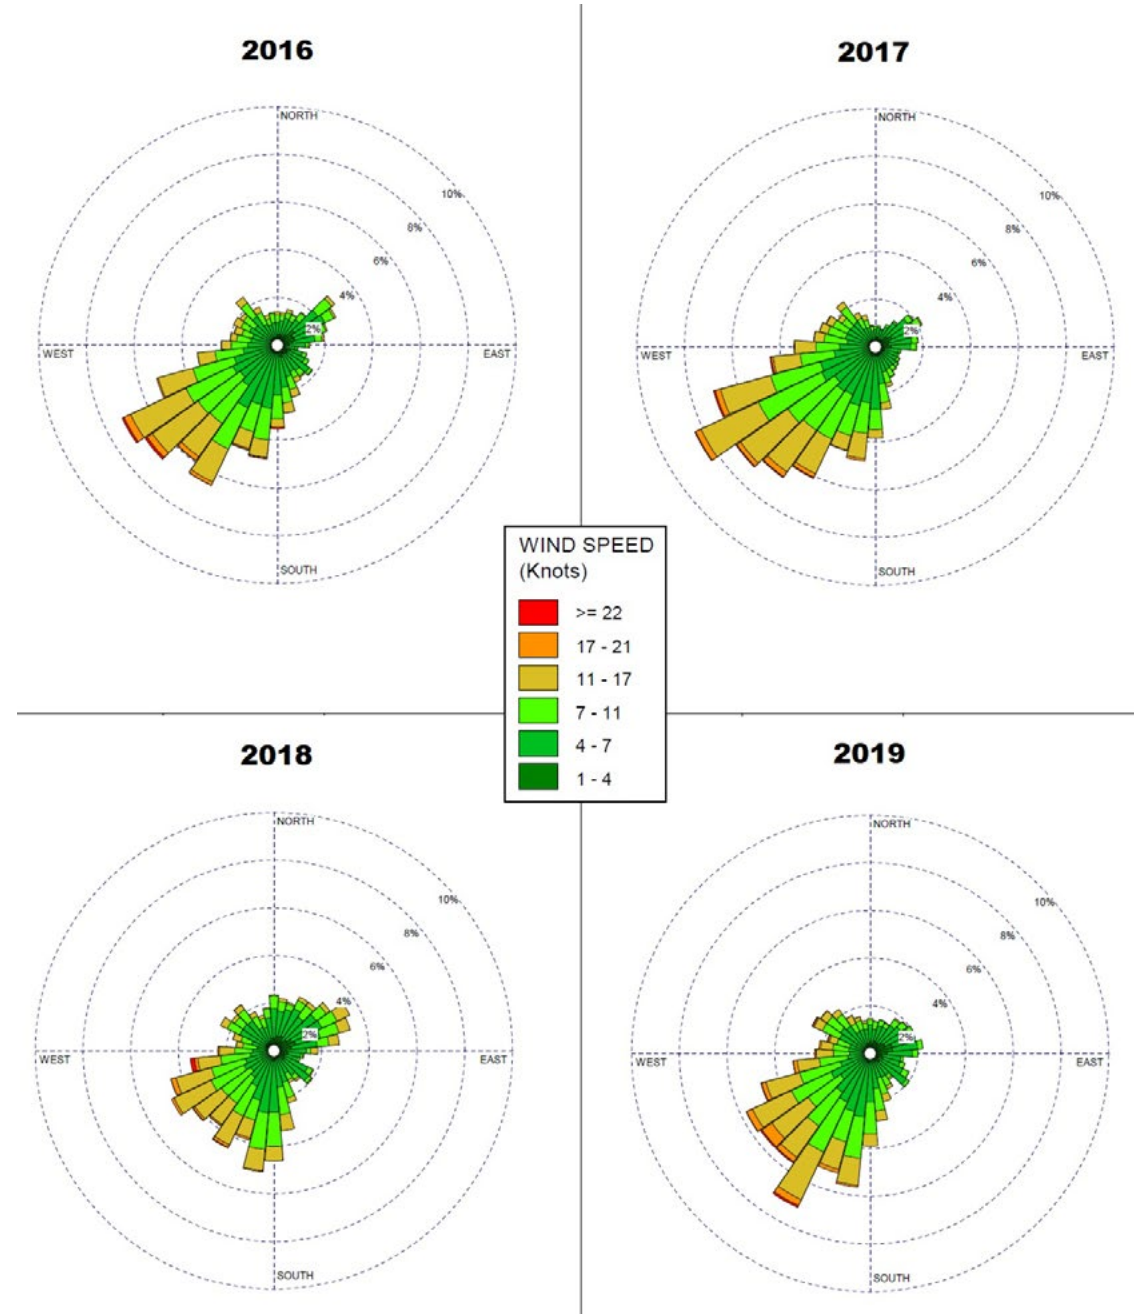 2016
2017
NORTH
10%
8%
6%
4%
2%
WEST
EAST
SOUTH
NORTH
10%
8%
6%
4%
2%
WEST
EAST
SOUTH
WIND SPEED
(Knots)
>= 22
17 - 21
11 - 17
7 - 11
4 - 7
1 - 4
2018
2019
NORTH
10%
8%
6%
4%
2%
WEST
EAST
SOUTH
NORTH
10%
8%
6%
4%
2%
WEST
EAST
SOUTH